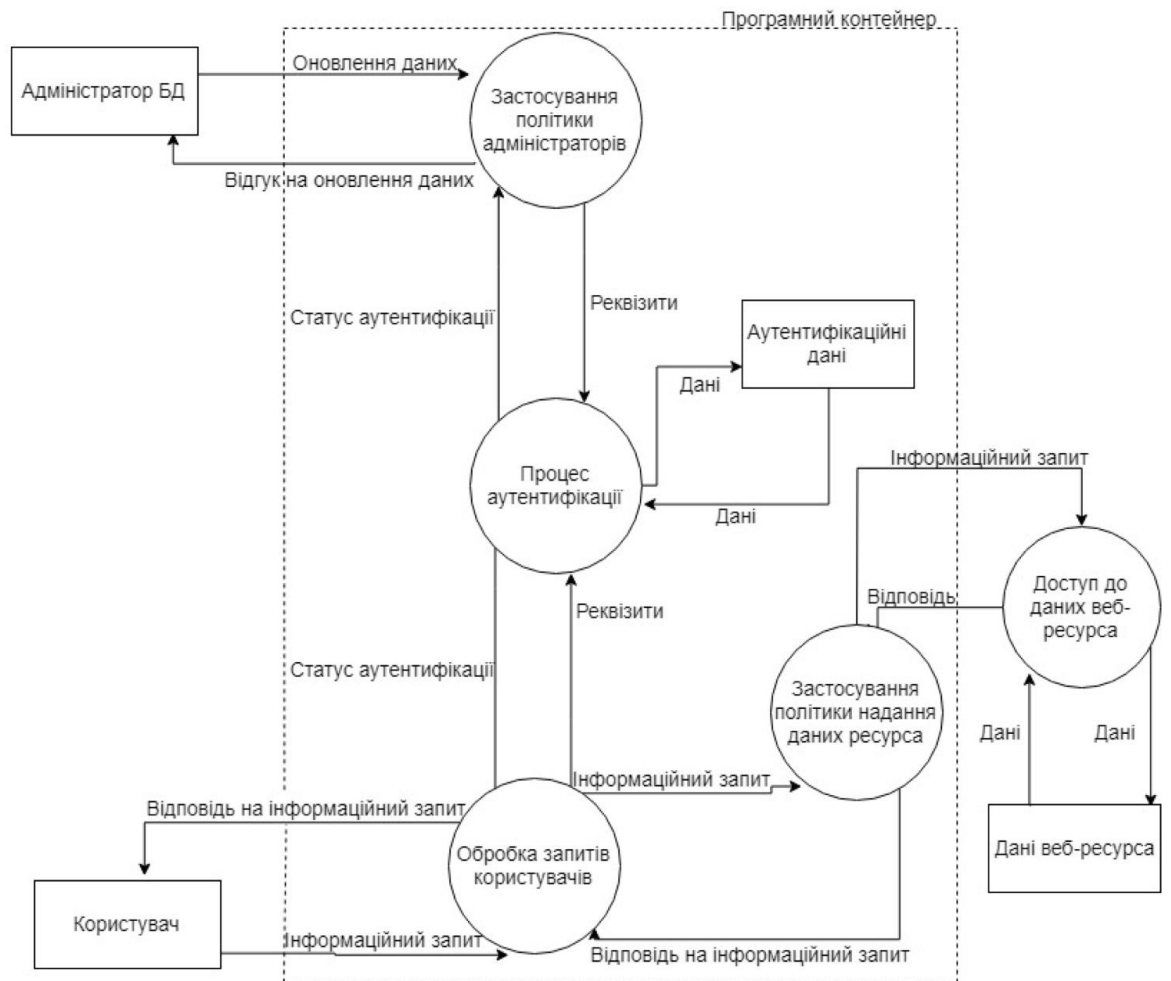 Програмний контейнер
Адміністратор БД
Оновлення даних
Застосування
політики
адміністраторів
Відгук на оновлення даних
Статус аутентифікації
Реквізити
Аутентифікаційні
дані
Дані
Процес
аутентифікації
Дані
Інформаційний запит
Доступ до
даних веб-
ресурса
Відповідь
Реквізити
Статус аутентифікації
Застосування
політики надання
даних ресурса
Дані
Дані
Інформаційний запит
Відповідь на інформаційний запит
Обробка запитів
користувачів
Дані веб-ресурса
Користувач
Інформаційний запит
Відповідь на інформаційний запит